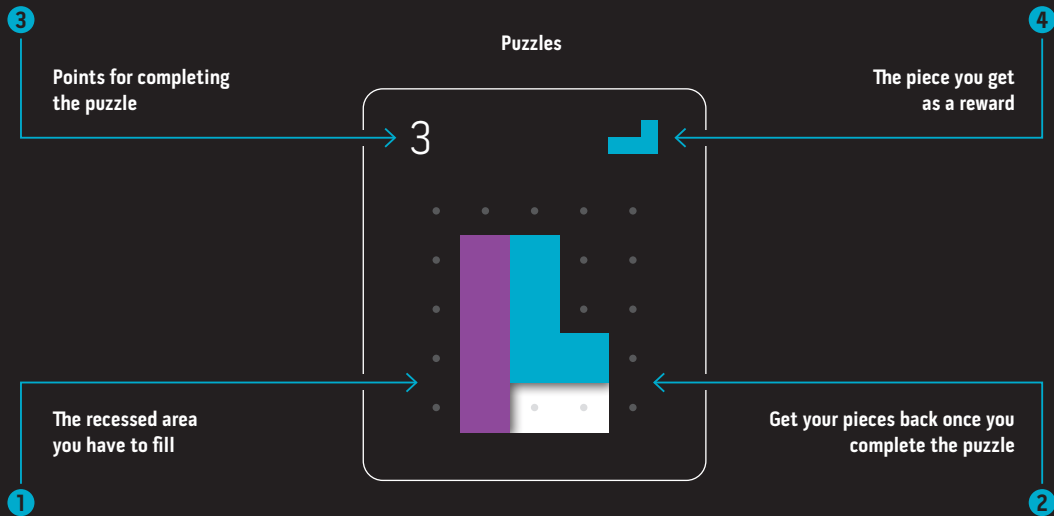 3
4
Puzzles
Points for completing
the puzzle
The piece you get
as a reward
3
The recessed area
you have to fill
Get your pieces back once you
complete the puzzle
1
2